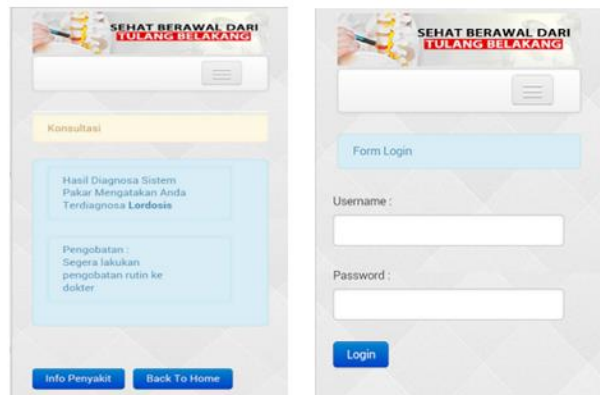 SEHAT BERAWAL DARI
TULANG BELAKANG
Konsultasi
Hasil Diagnosa Sistem
Pakar Mengatakan Anda
Terdiagnosa Lordosis
Pengobatan :
Segera lakukan
pengobatan rutin ke
dokter
Info Penyakit
Back To Home
SEHAT BERAWAL DARI
TULANG BELAKANG
Form Login
Username :
Password :
Login